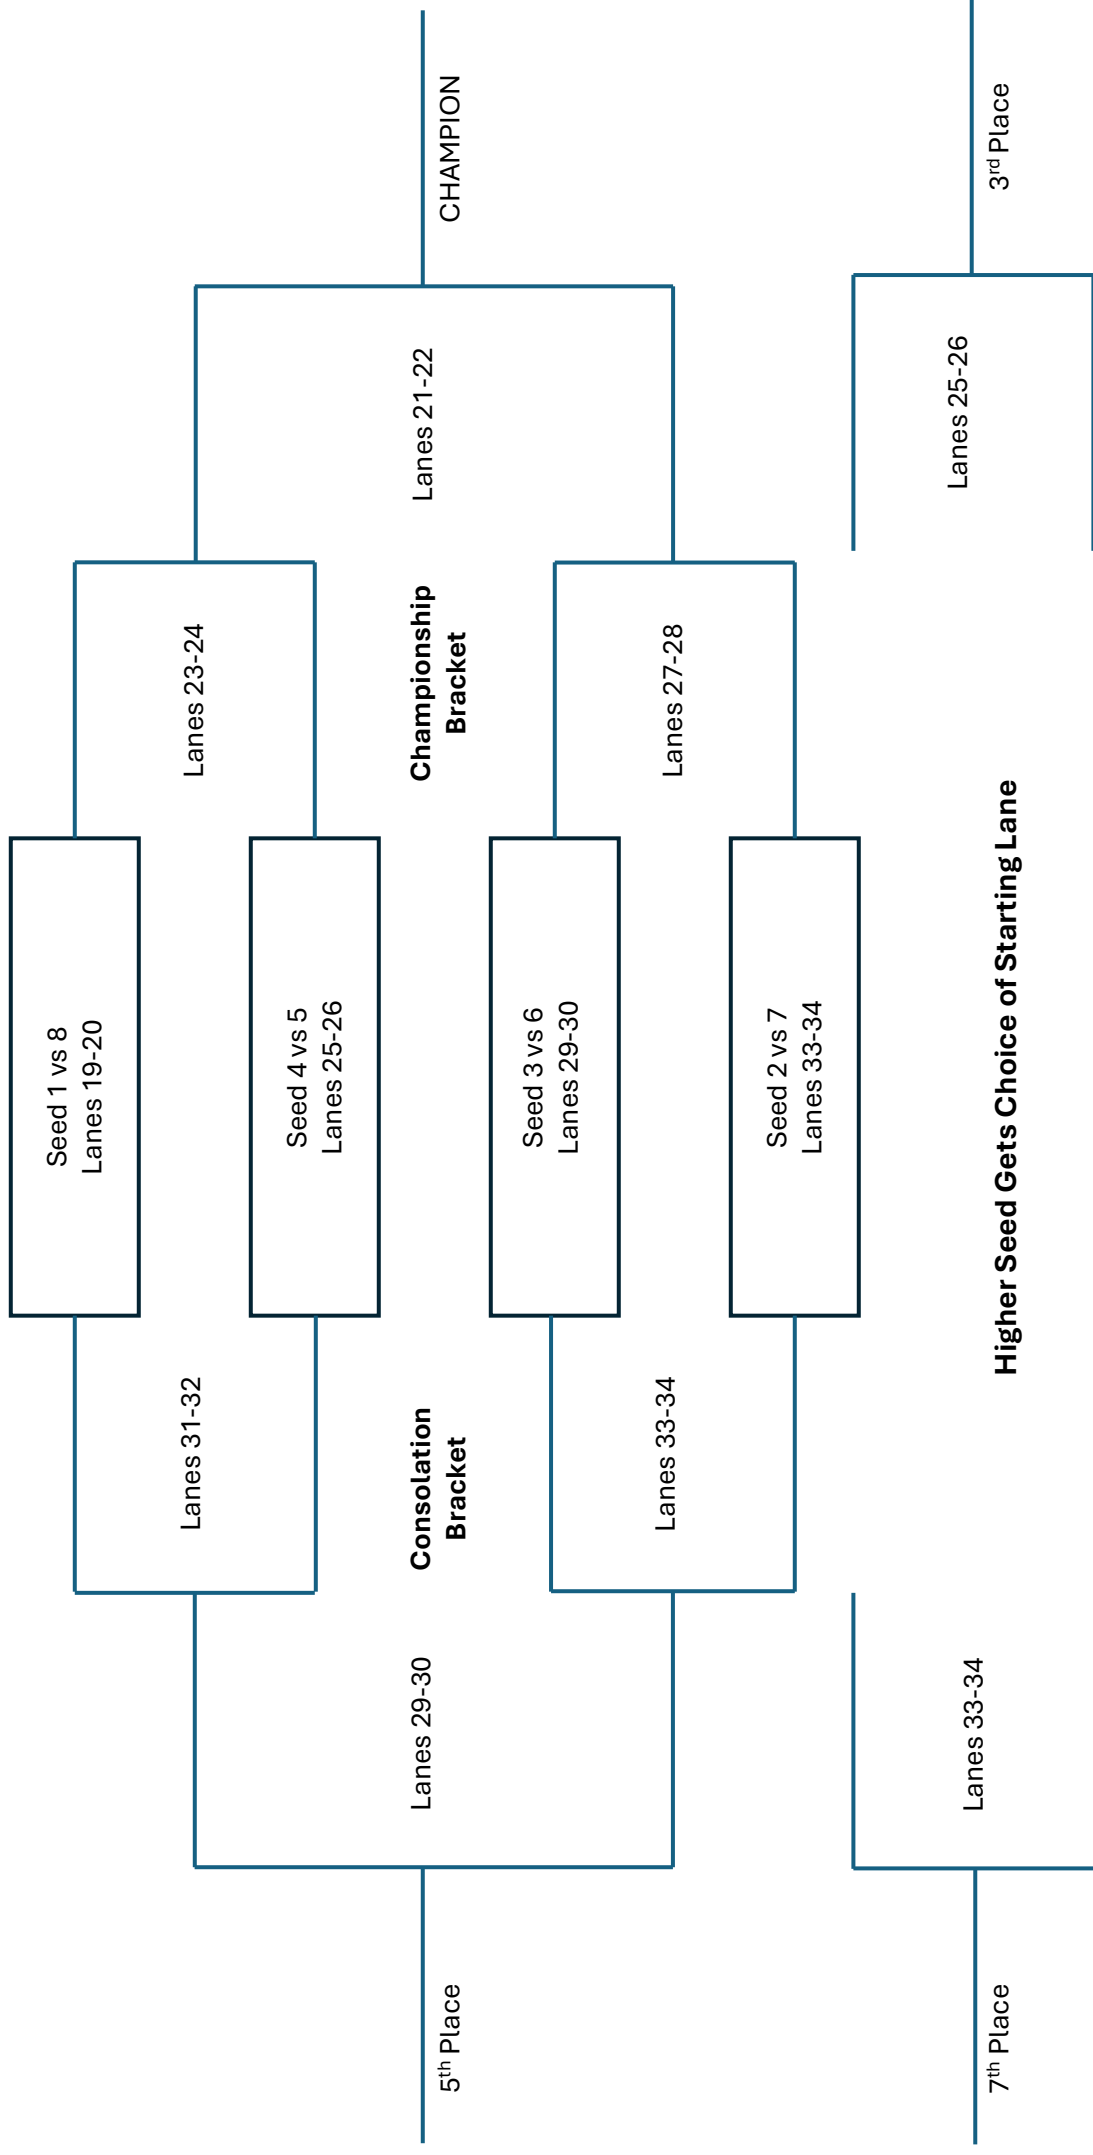 Seed 1 vs 8
Lanes 19-20
Lanes 31-32
Lanes 23-24
Seed 4 vs 5
Lanes 25-26
Lanes 29-30
Consolation
Bracket
Championship
Bracket
Lanes 21-22
CHAMPION
5th Place
Seed 3 vs 6
Lanes 29-30
Lanes 33-34
Lanes 27-28
Seed 2 vs 7
Lanes 33-34
Lanes 33-34
Lanes 25-26
7th Place
Higher Seed Gets Choice of Starting Lane
3rd Place